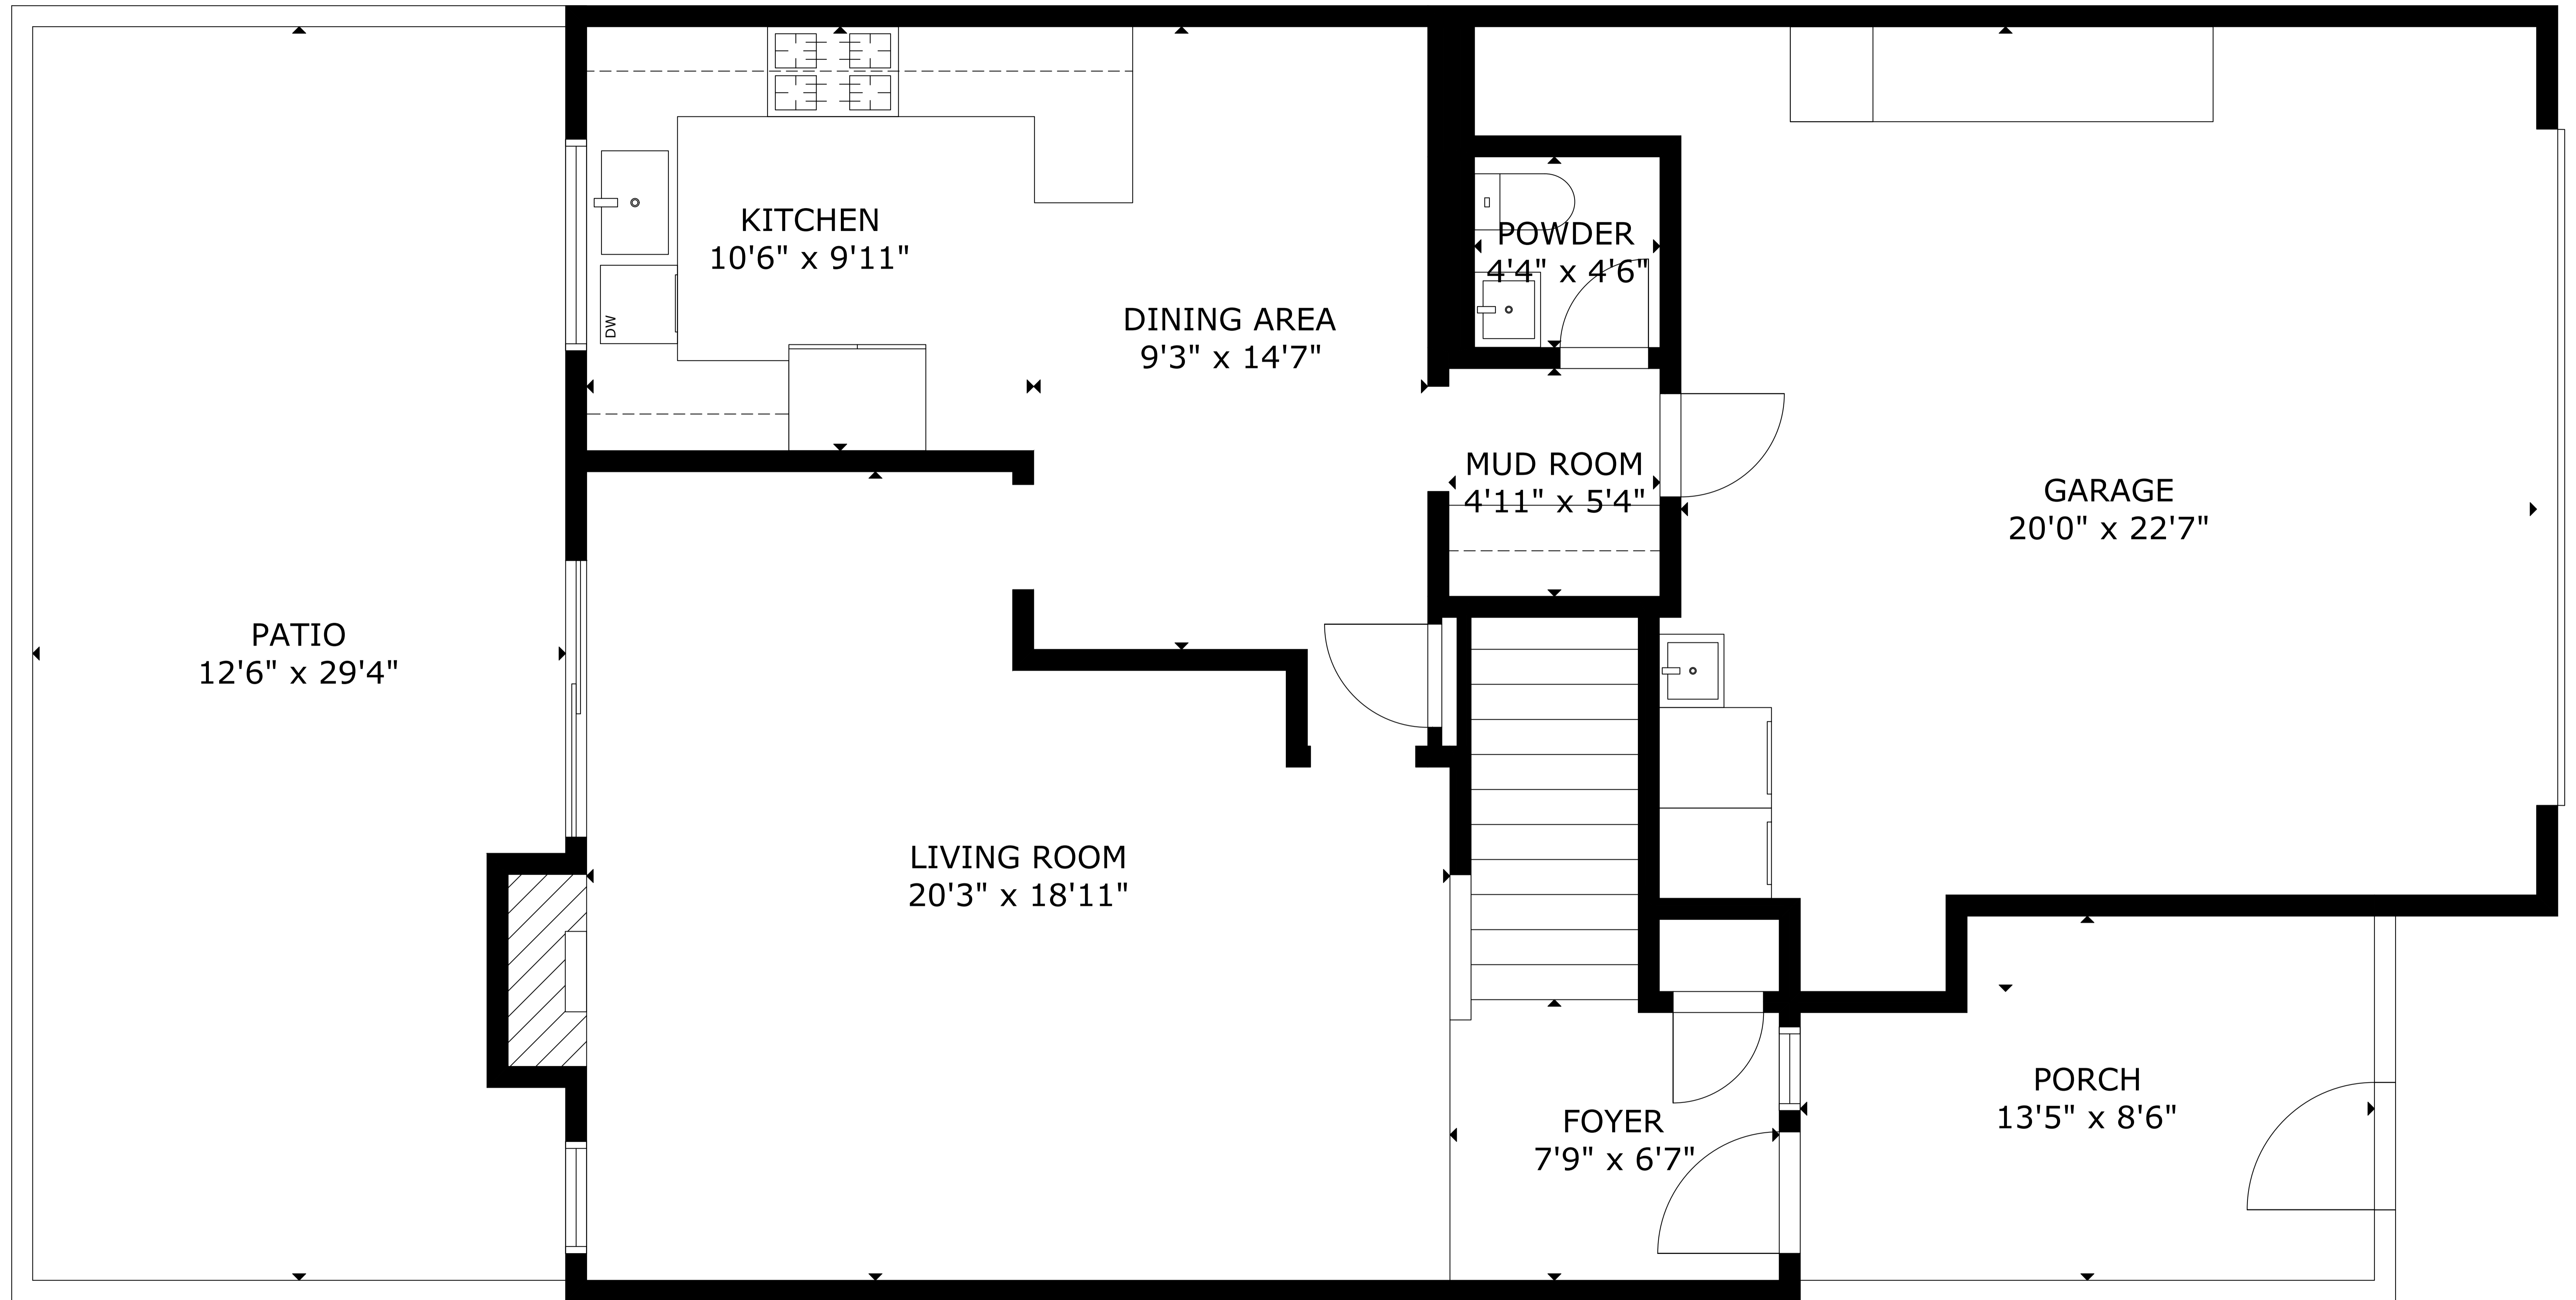 KITCHEN
10'6" x 9'11"
DW
DINING AREA
9'3" x 14'7"
POWDER
4'4" x 4'6"
MUD ROOM
4'11" x 5'4"
GARAGE
20'0" x 22'7"
PATIO
12'6" x 29'4"
LIVING ROOM
20'3" x 18'11"
FOYER
7'9" x 6'7"
PORCH
13'5" x 8'6"